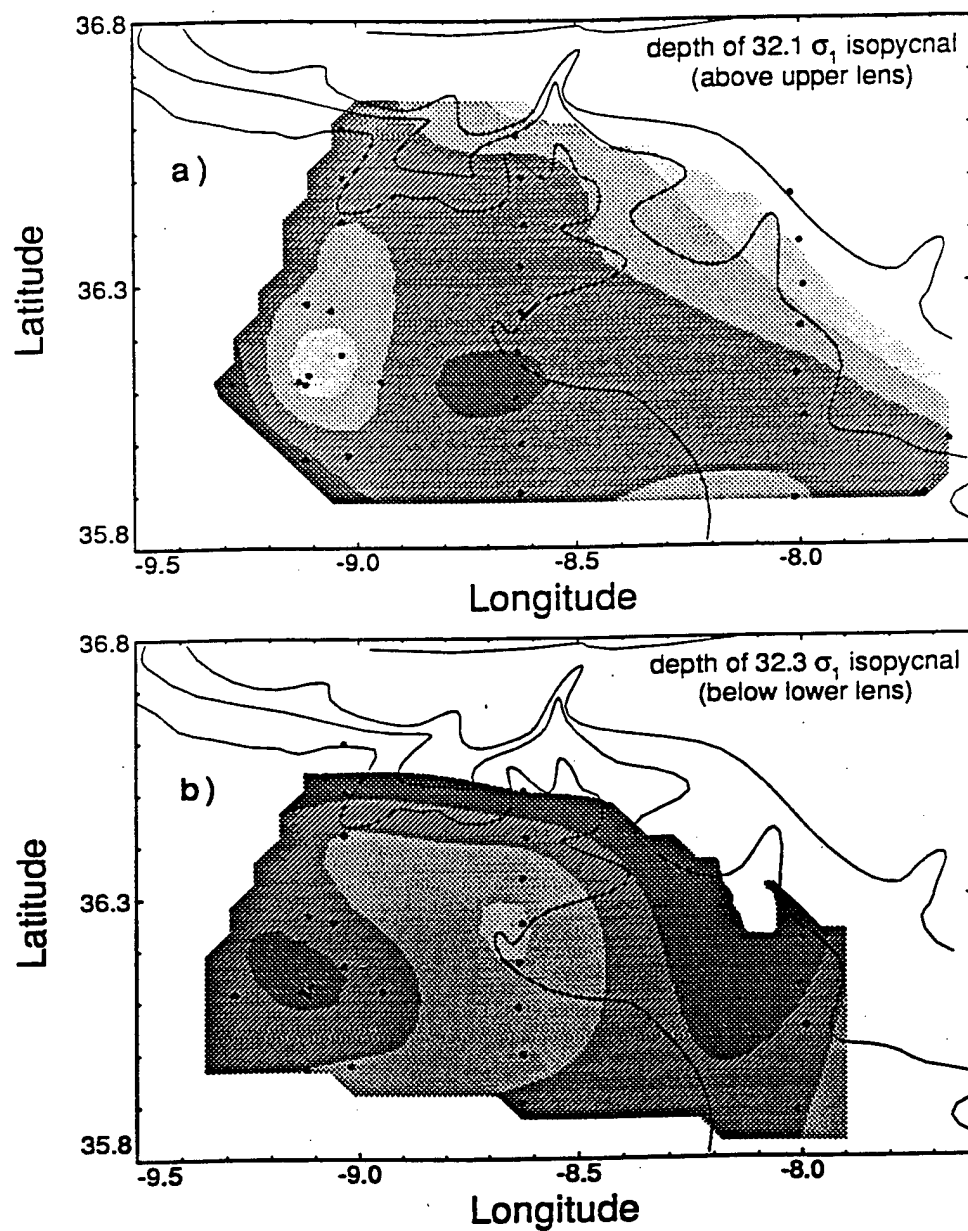 36.8
depth of 32.1 σ₁ isopycnal
(above upper lens)
a)
Latitude
36.3
35.8
-9.5 -9.0 -8.5 -8.0
Longitude
36.8
depth of 32.3 σ₁ isopycnal
(below lower lens)
b)
Latitude
36.3
35.8
-9.5 -9.0 -8.5 -8.0
Longitude